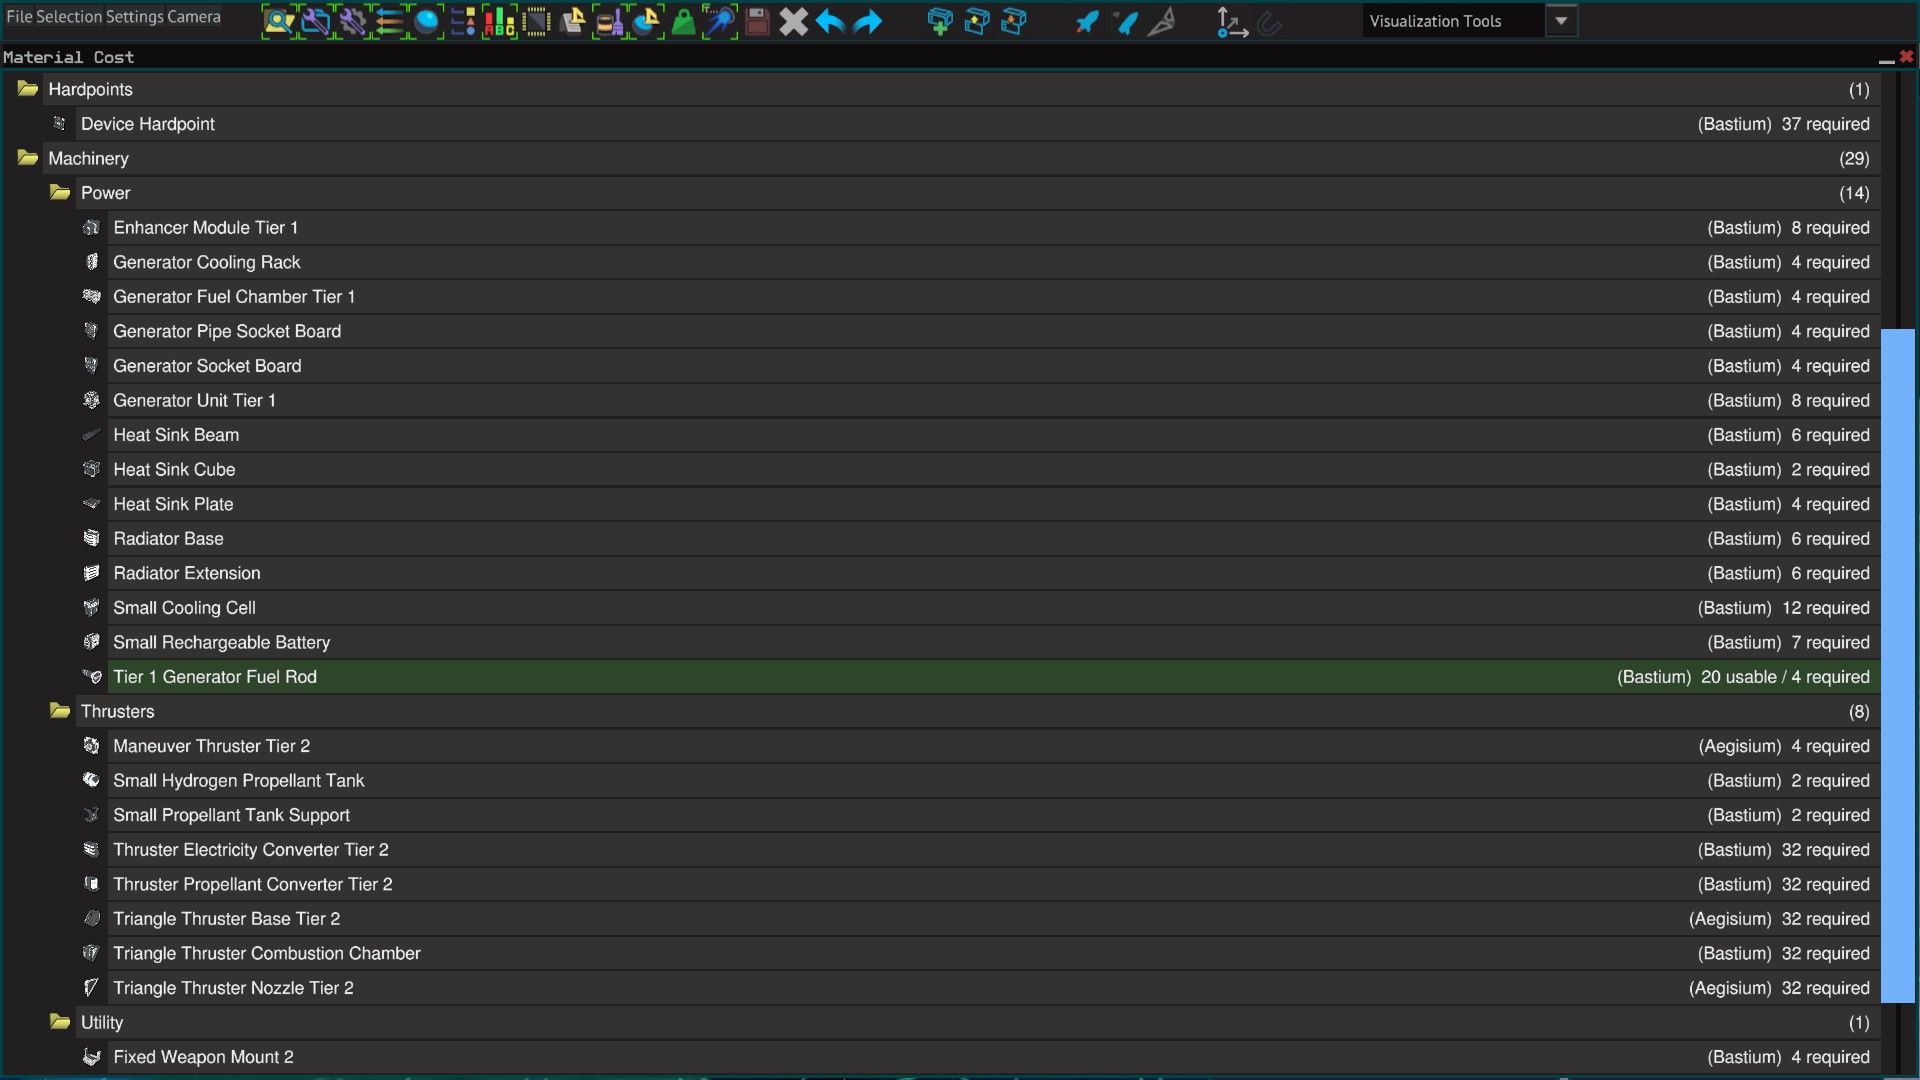 File Selection Settings Camera
Visualization Tools
Material Cost
Hardpoints (1)
Device Hardpoint (Bastium) 37 required
Machinery (29)
Power (14)
Enhancer Module Tier 1 (Bastium) 8 required
Generator Cooling Rack (Bastium) 4 required
Generator Fuel Chamber Tier 1 (Bastium) 4 required
Generator Pipe Socket Board (Bastium) 4 required
Generator Socket Board (Bastium) 4 required
Generator Unit Tier 1 (Bastium) 8 required
Heat Sink Beam (Bastium) 6 required
Heat Sink Cube (Bastium) 2 required
Heat Sink Plate (Bastium) 4 required
Radiator Base (Bastium) 6 required
Radiator Extension (Bastium) 6 required
Small Cooling Cell (Bastium) 12 required
Small Rechargeable Battery (Bastium) 7 required
Tier 1 Generator Fuel Rod (Bastium) 20 usable / 4 required
Thrusters (8)
Maneuver Thruster Tier 2 (Aegisium) 4 required
Small Hydrogen Propellant Tank (Bastium) 2 required
Small Propellant Tank Support (Bastium) 2 required
Thruster Electricity Converter Tier 2 (Bastium) 32 required
Thruster Propellant Converter Tier 2 (Bastium) 32 required
Triangle Thruster Base Tier 2 (Aegisium) 32 required
Triangle Thruster Combustion Chamber (Bastium) 32 required
Triangle Thruster Nozzle Tier 2 (Aegisium) 32 required
Utility (1)
Fixed Weapon Mount 2 (Bastium) 4 required